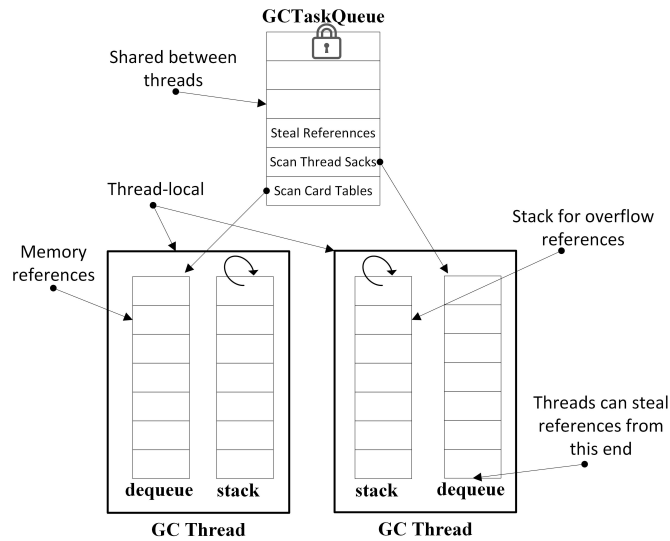 GCTaskQueue
Shared between
threads
Steal Referennces
Scan Thread Sacks
Scan Card Tables
Thread-local
Memory
references
Stack for overflow
references
Threads can steal
references from
this end
dequeue
stack
stack
dequeue
GC Thread
GC Thread